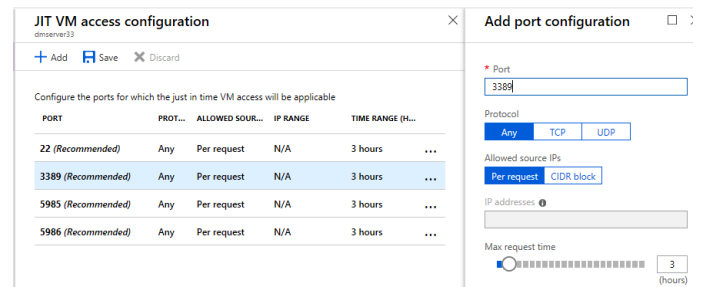 JIT VM access configuration
dmserver33
+ Add Save Discard
Configure the ports for which the just in time VM access will be applicable
PORT PROT... ALLOWED SOUR... IP RANGE TIME RANGE (H...
22 (Recommended) Any Per request N/A 3 hours ...
3389 (Recommended) Any Per request N/A 3 hours ...
5985 (Recommended) Any Per request N/A 3 hours ...
5986 (Recommended) Any Per request N/A 3 hours ...
Add port configuration
* Port
3389
Protocol
Any TCP UDP
Allowed source IPs
Per request CIDR block
IP addresses
Max request time
3
(hours)